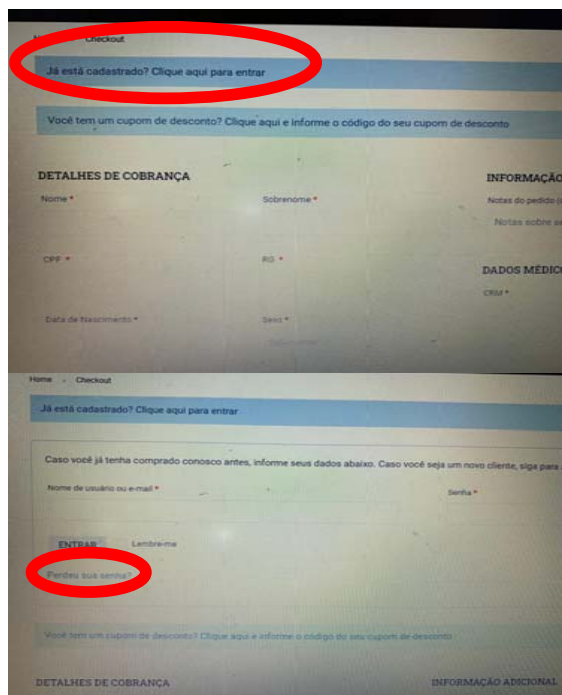 Checkout
Já está cadastrado? Clique aqui para entrar
Você tem um cupom de desconto? Clique aqui e informe o código do seu cupom de desconto
DETALHES DE COBRANÇA
INFORMAÇÃO
Nome *
Sobrenome *
Notas do pedido
Notas sobre
CPF *
RG *
DADOS MÉDIC
CRM *
Data de Nascimento *
Sexo *
Home > Checkout
Já está cadastrado? Clique aqui para entrar
Caso você já tenha comprado conosco antes, informe seus dados abaixo. Caso você seja um novo cliente, siga para
Nome de usuário ou e-mail *
Senha *
ENTRAR
Lembre-me
Perdeu sua senha?
Você tem um cupom de desconto? Clique aqui e informe o código do seu cupom de desconto
DETALHES DE COBRANÇA
INFORMAÇÃO ADICIONAL